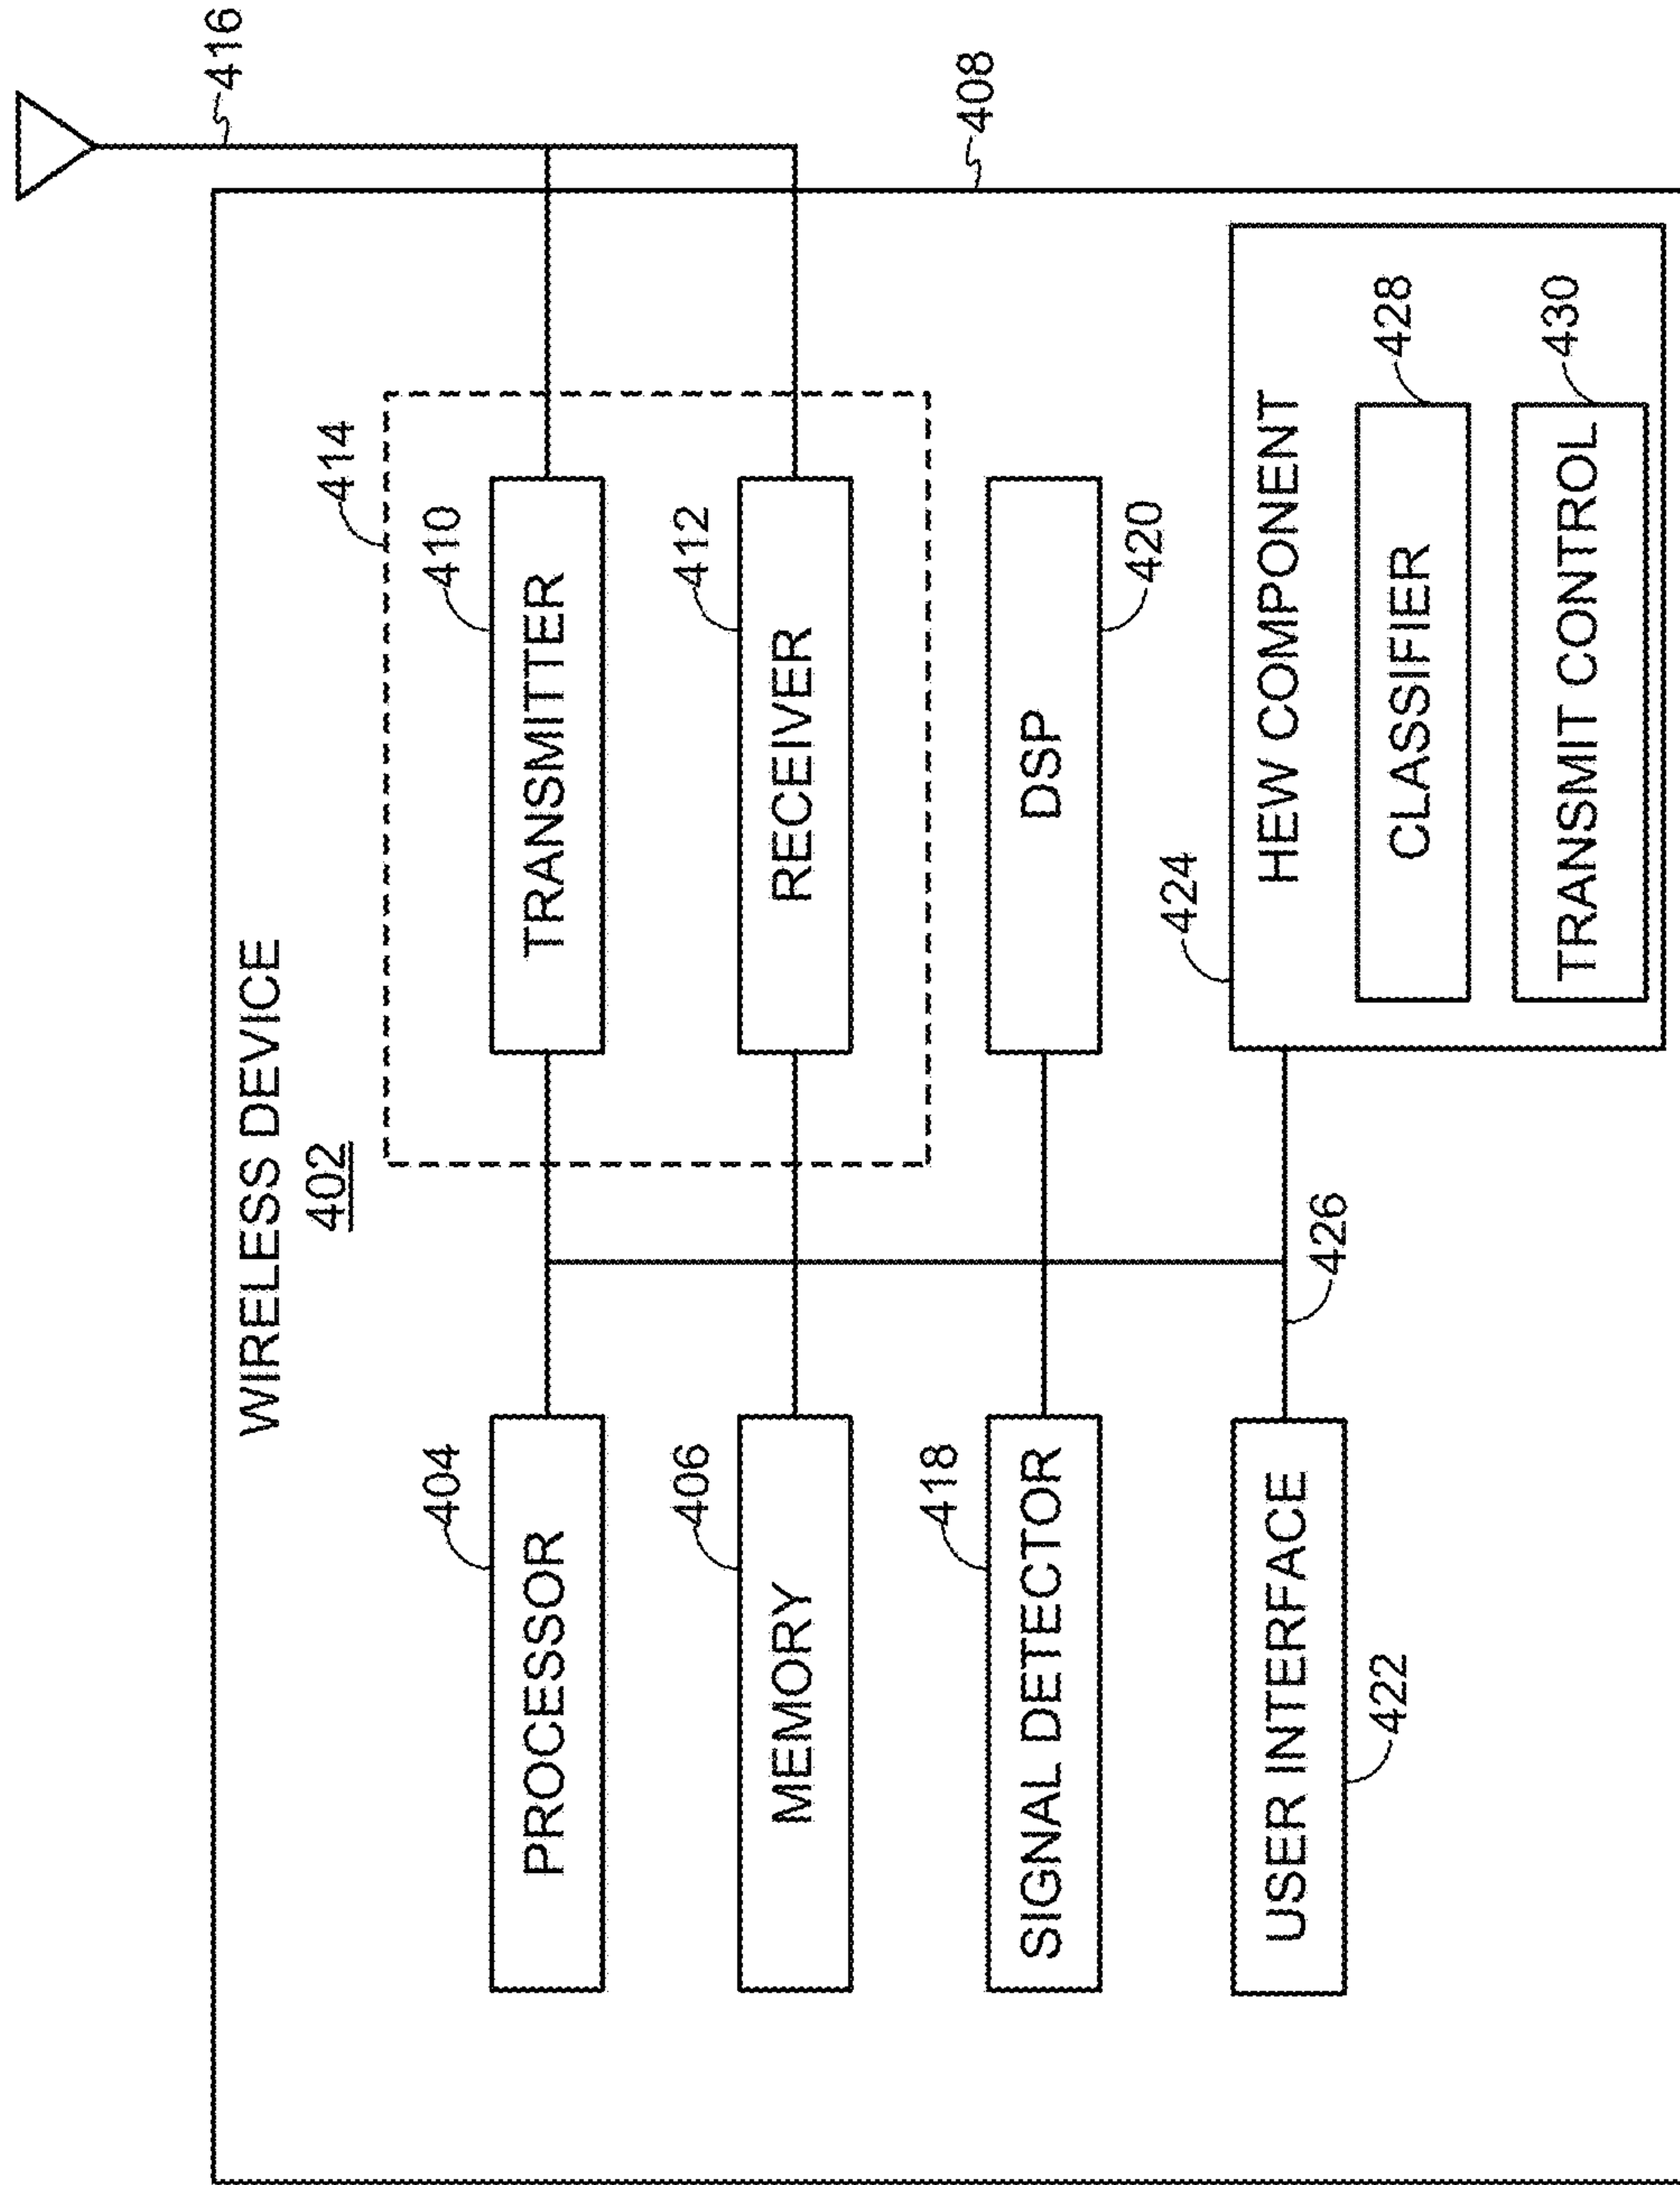 416
WIRELESS DEVICE
402
408
414
404
PROCESSOR
410
TRANSMITTER
406
MEMORY
412
RECEIVER
418
SIGNAL DETECTOR
DSP
420
424
HEW COMPONENT
USER INTERFACE
422
426
428
CLASSIFIER
430
TRANSMIT CONTROL